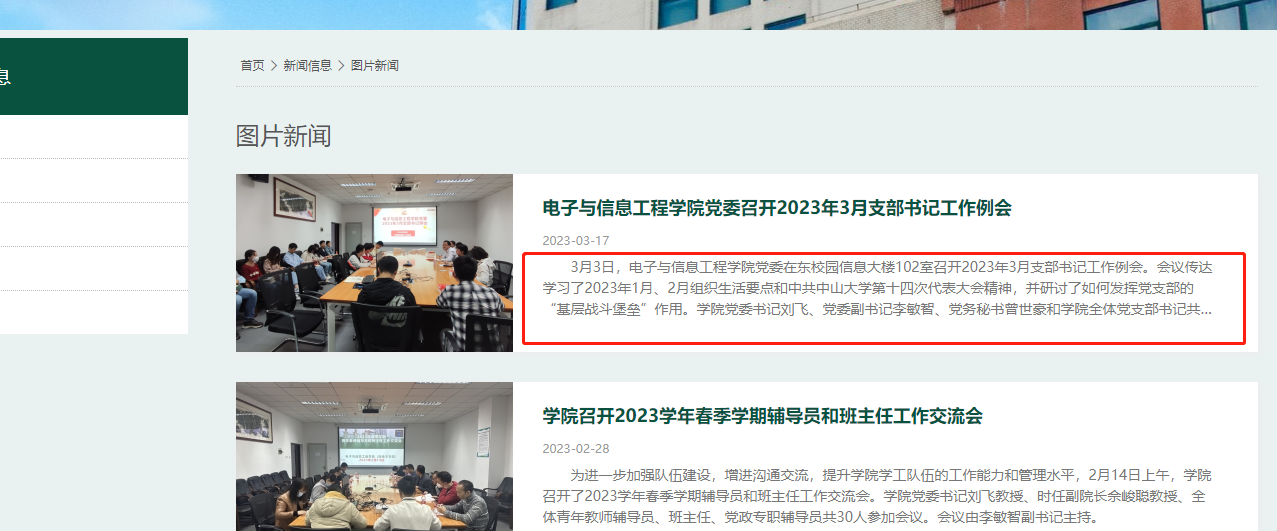 息
首页 > 新闻信息 > 图片新闻
图片新闻
电子与信息工程学院党委召开2023年3月支部书记工作例会
2023-03-17
3月3日，电子与信息工程学院党委在东校园信息大楼102室召开2023年3月支部书记工作例会。会议传达
学习了2023年1月、2月组织生活要点和中共中山大学第十四次代表大会精神，并研讨了如何发挥党支部的
“基层战斗堡垒”作用。学院党委书记刘飞、党委副书记李敏智、党务秘书曾世豪和学院全体党支部书记共...
学院召开2023学年春季学期辅导员和班主任工作交流会
2023-02-28
为进一步加强队伍建设，增进沟通交流，提升学院学工队伍的工作能力和管理水平，2月14日上午，学院
召开了2023学年春季学期辅导员和班主任工作交流会。学院党委书记刘飞教授、时任副院长佘峻聪教授、全
体青年教师辅导员、班主任、党政专职辅导员共30人参加会议。会议由李敏智副书记主持。